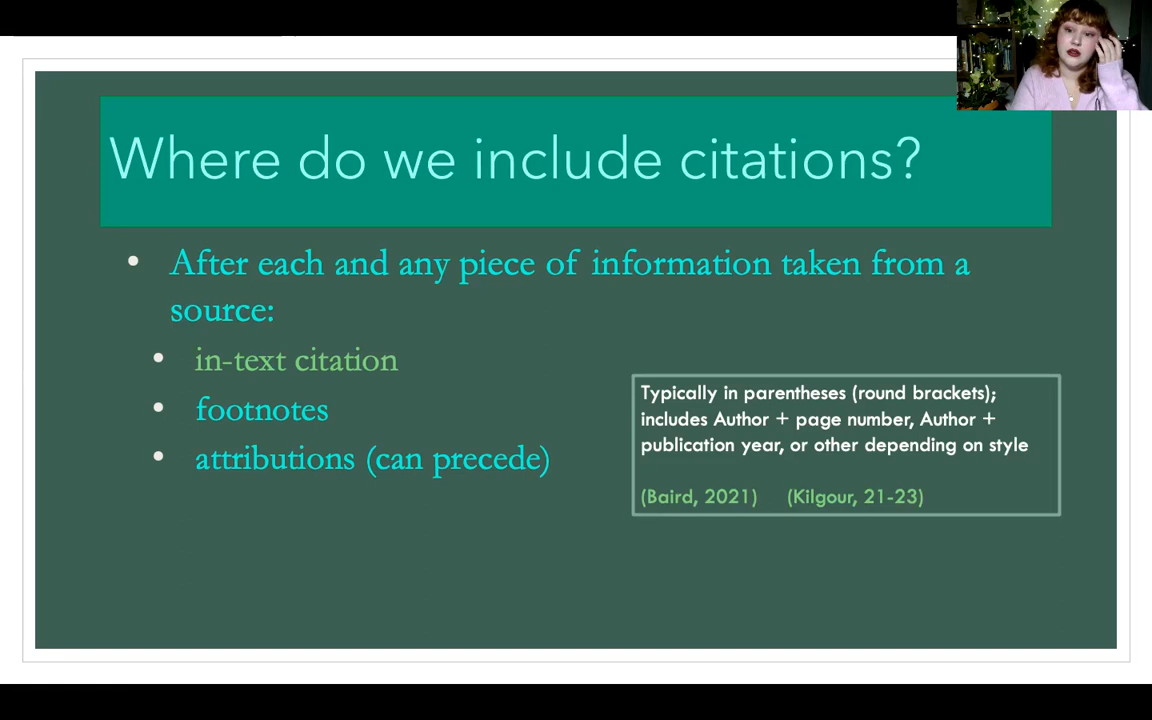 Where do we include citations?
After each and any piece of information taken from a
source:
in-text citation
footnotes
attributions (can precede)
Typically in parentheses (round brackets);
includes Author + page number, Author +
publication year, or other depending on style
(Baird, 2021) (Kilgour, 21-23)